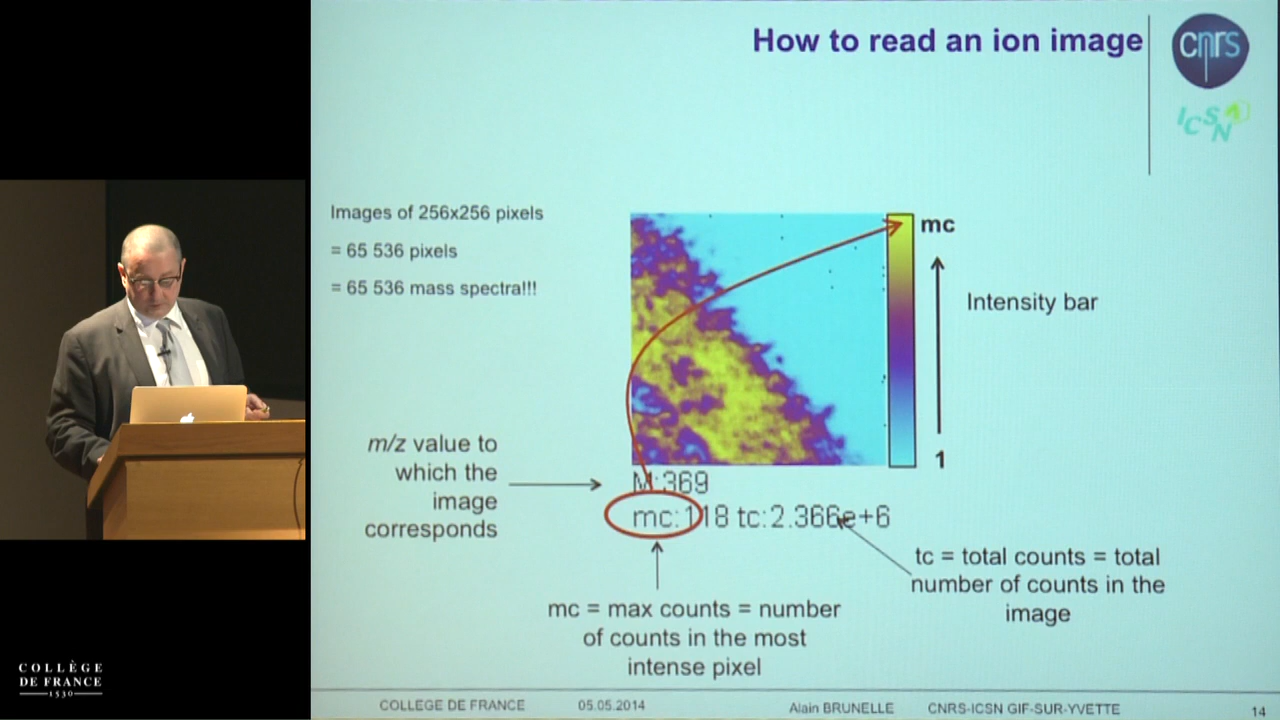 How to read an ion image
cnrs
ICSN
Images of 256x256 pixels
= 65 536 pixels
= 65 536 mass spectra!!!
mc
Intensity bar
1
m/z value to
which the
image
corresponds
M:369
mc:118 tc:2.366e+6
tc = total counts = total
number of counts in the
image
mc = max counts = number
of counts in the most
intense pixel
COLLÈGE
DE FRANCE
1530
COLLEGE DE FRANCE 05.05.2014 Alain BRUNELLE CNRS-ICSN GIF-SUR-YVETTE 14